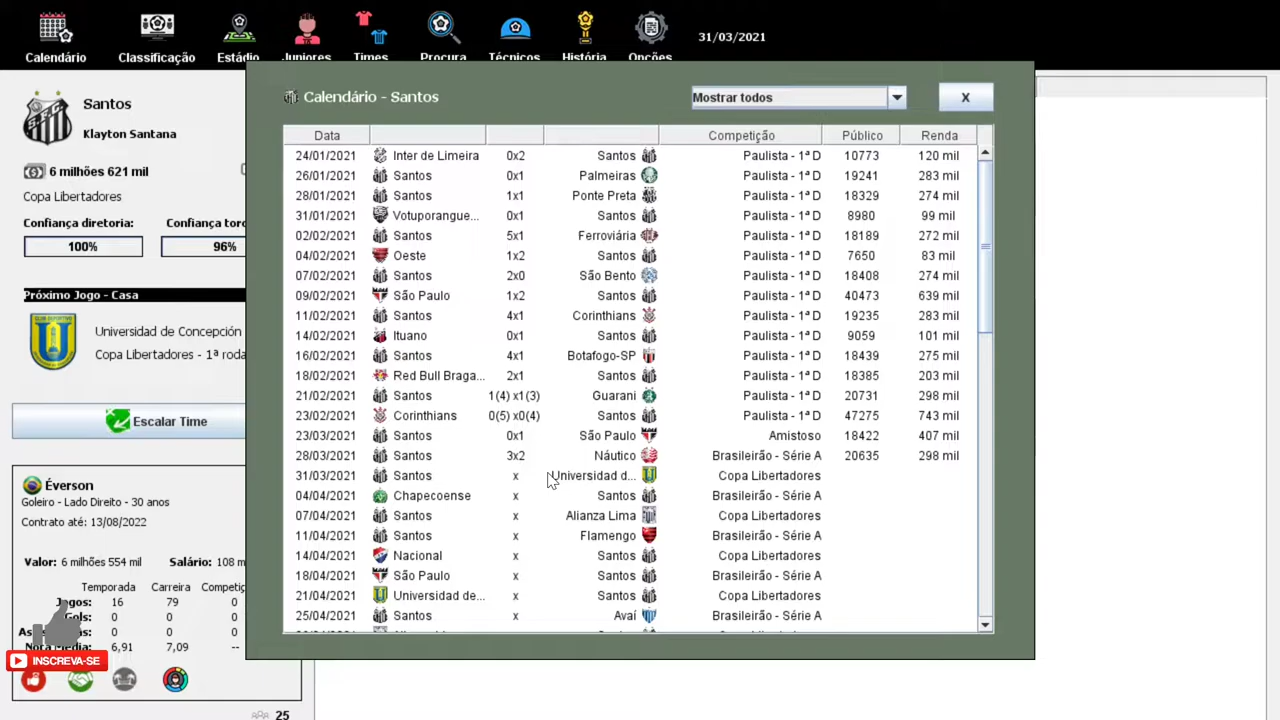 Calendário
Classificação
Estádio
Juniores
Times
Procura
Técnicos
História
Opções
31/03/2021
Santos
Klayton Santana
6 milhões 621 mil
Copa Libertadores
Confiança diretoria:
100%
96%
Próximo Jogo - Casa
Universidad de Concepción
Copa Libertadores - 1ª roda
Escalar Time
Éverson
Goleiro - Lado Direito - 30 anos
Contrato até: 13/08/2022
Valor: 6 milhões 554 mil Salário: 108 m
Temporada Carreira
Jogos: 16 79 0
0 0 0
0 0 0
6,91 7,09 --
INSCREVA-SE
25
Calendário - Santos
Mostrar todos
X
Data Competição Público Renda
24/01/2021 Inter de Limeira 0x2 Santos Paulista - 1ª D 10773 120 mil
26/01/2021 Santos 0x1 Palmeiras Paulista - 1ª D 19241 283 mil
28/01/2021 Santos 1x1 Ponte Preta Paulista - 1ª D 18329 274 mil
31/01/2021 Votuporangue... 0x1 Santos Paulista - 1ª D 8980 99 mil
02/02/2021 Santos 5x1 Ferroviária Paulista - 1ª D 18189 272 mil
04/02/2021 Oeste 1x2 Santos Paulista - 1ª D 7650 83 mil
07/02/2021 Santos 2x0 São Bento Paulista - 1ª D 18408 274 mil
09/02/2021 São Paulo 1x2 Santos Paulista - 1ª D 40473 639 mil
11/02/2021 Santos 4x1 Corinthians Paulista - 1ª D 19235 283 mil
14/02/2021 Ituano 0x1 Santos Paulista - 1ª D 9059 101 mil
16/02/2021 Santos 4x1 Botafogo-SP Paulista - 1ª D 18439 275 mil
18/02/2021 Red Bull Braga... 2x1 Santos Paulista - 1ª D 18385 203 mil
21/02/2021 Santos 1(4) x1(3) Guarani Paulista - 1ª D 20731 298 mil
23/02/2021 Corinthians 0(5) x0(4) Santos Paulista - 1ª D 47275 743 mil
23/03/2021 Santos 0x1 São Paulo Amistoso 18422 407 mil
28/03/2021 Santos 3x2 Náutico Brasileirão - Série A 20635 298 mil
31/03/2021 Santos x Universidad d... Copa Libertadores
04/04/2021 Chapecoense x Santos Brasileirão - Série A
07/04/2021 Santos x Alianza Lima Copa Libertadores
11/04/2021 Santos x Flamengo Brasileirão - Série A
14/04/2021 Nacional x Santos Copa Libertadores
18/04/2021 São Paulo x Santos Brasileirão - Série A
21/04/2021 Universidad de... x Santos Copa Libertadores
25/04/2021 Santos x Avaí Brasileirão - Série A